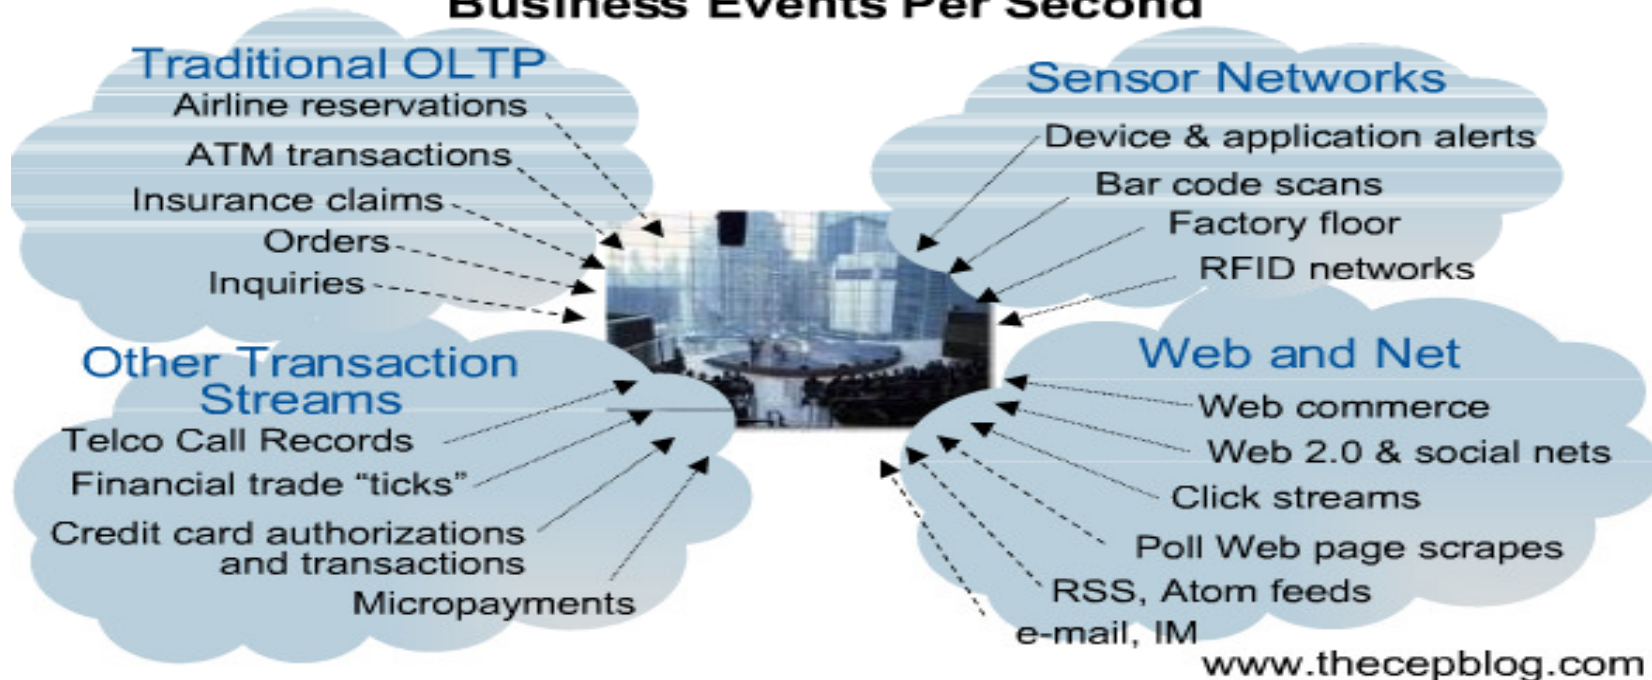 Business Events Per Second
Traditional OLTP
Airline reservations
ATM transactions
Insurance claims
Orders
Inquiries
Sensor Networks
Device & application alerts
Bar code scans
Factory floor
RFID networks
Other Transaction
Streams
Telco Call Records
Financial trade “ticks”
Credit card authorizations
and transactions
Micropayments
Web and Net
Web commerce
Web 2.0 & social nets
Click streams
Poll Web page scrapes
RSS, Atom feeds
e-mail, IM
www.thecepblog.com